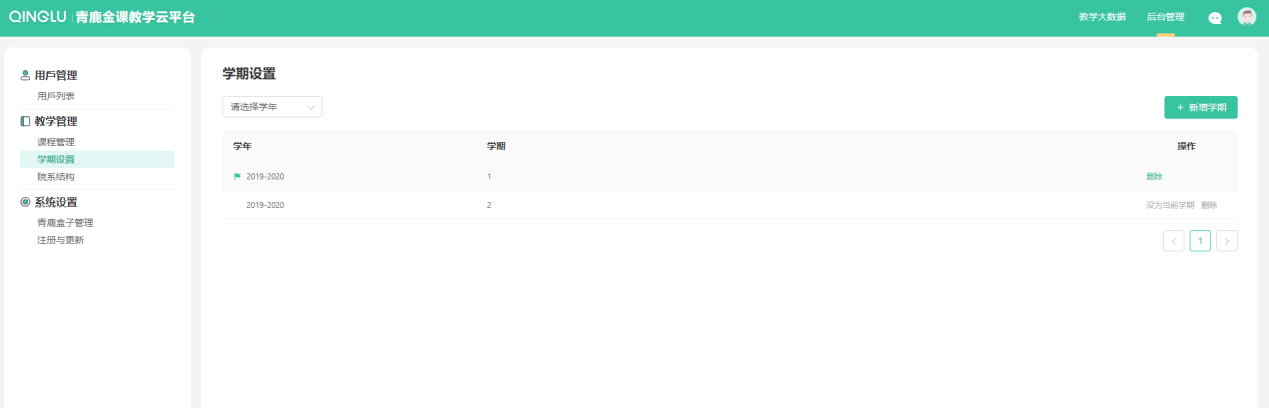 QINGLU 青鹿金课教学云平台 教学大数据 后台管理
用戶管理
用戶列表
教学管理
课程管理
学期设置
院系结构
系统设置
青鹿盒子管理
注册与更新
学期设置
请选择学年
+ 新增学期
学年 学期 操作
2019-2020 1 删除
2019-2020 2 设为当前学期 删除
< 1 >